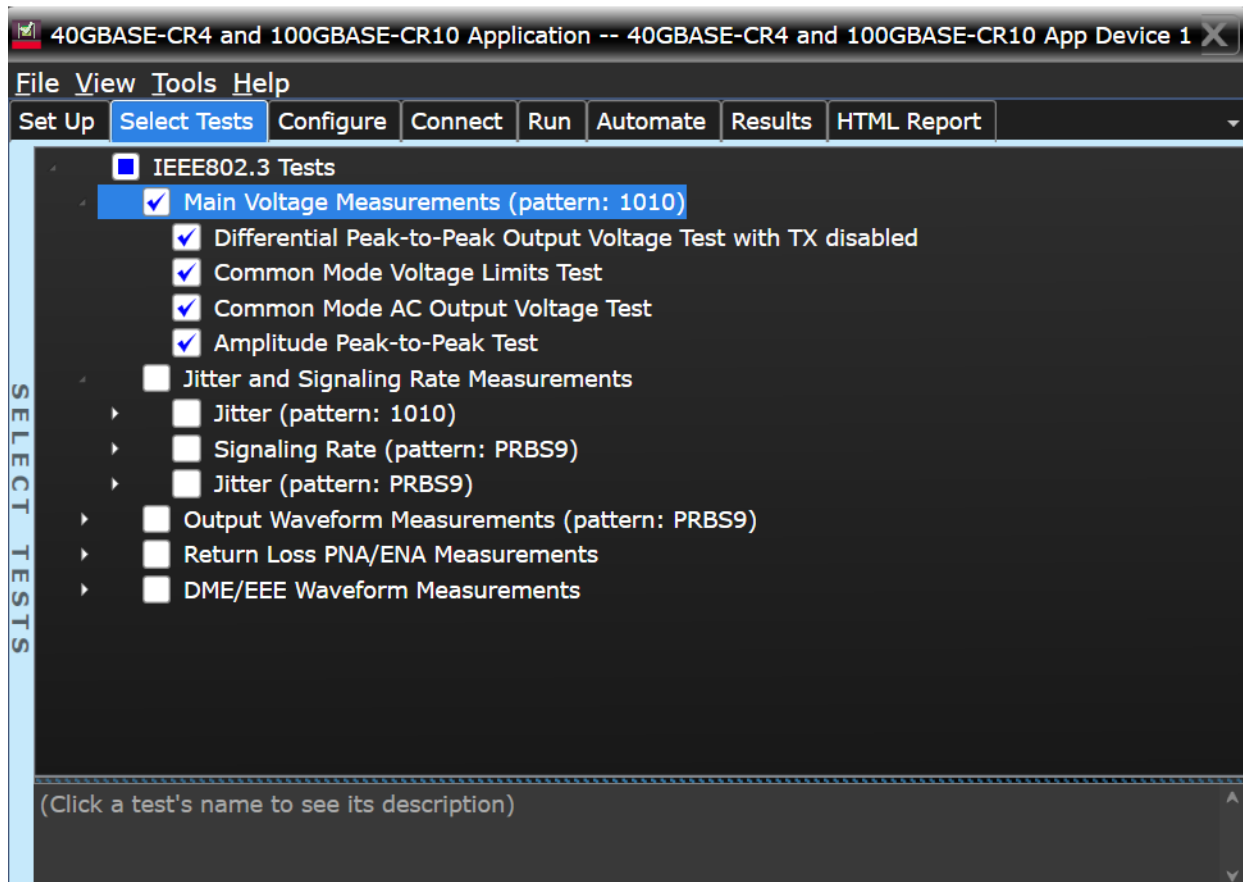 40GBASE-CR4 and 100GBASE-CR10 Application -- 40GBASE-CR4 and 100GBASE-CR10 App Device 1
File View Tools Help
Set Up Select Tests Configure Connect Run Automate Results HTML Report
IEEE802.3 Tests
Main Voltage Measurements (pattern: 1010)
Differential Peak-to-Peak Output Voltage Test with TX disabled
Common Mode Voltage Limits Test
Common Mode AC Output Voltage Test
Amplitude Peak-to-Peak Test
Jitter and Signaling Rate Measurements
Jitter (pattern: 1010)
Signaling Rate (pattern: PRBS9)
Jitter (pattern: PRBS9)
Output Waveform Measurements (pattern: PRBS9)
Return Loss PNA/ENA Measurements
DME/EEE Waveform Measurements
SELECT TESTS
(Click a test's name to see its description)